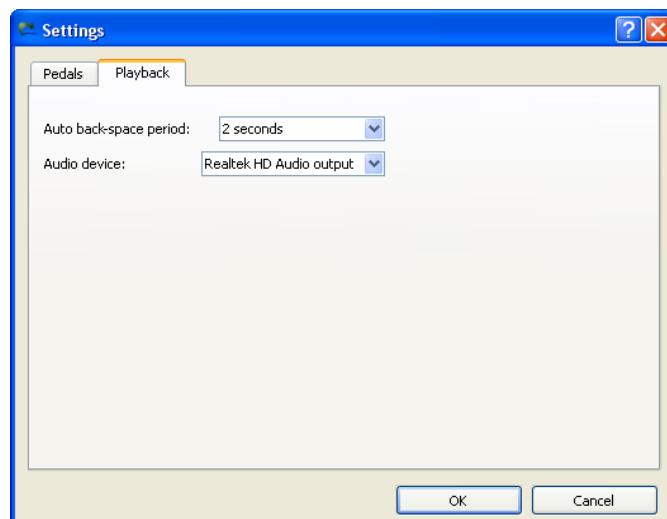 Settings
Pedals Playback
Auto back-space period: 2 seconds
Audio device: Realtek HD Audio output
OK Cancel